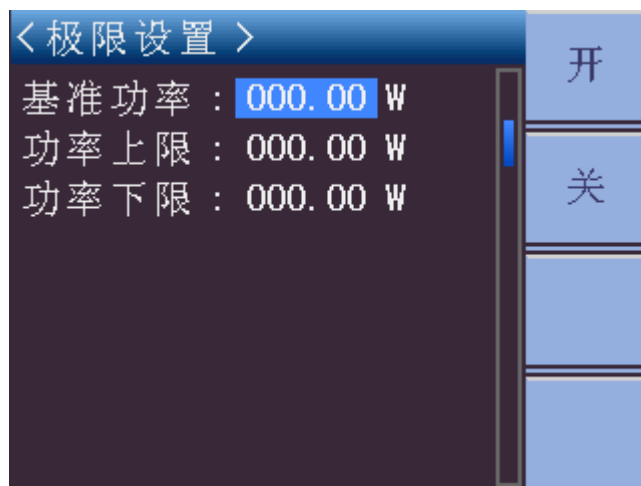 <极限设置 >
基准功率 : 000.00 W
功率上限 : 000.00 W
功率下限 : 000.00 W
开
关